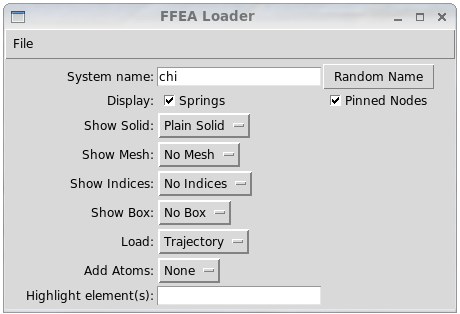 FFEA Loader
File
System name: chi Random Name
Display: Springs Pinned Nodes
Show Solid: Plain Solid
Show Mesh: No Mesh
Show Indices: No Indices
Show Box: No Box
Load: Trajectory
Add Atoms: None
Highlight element(s):